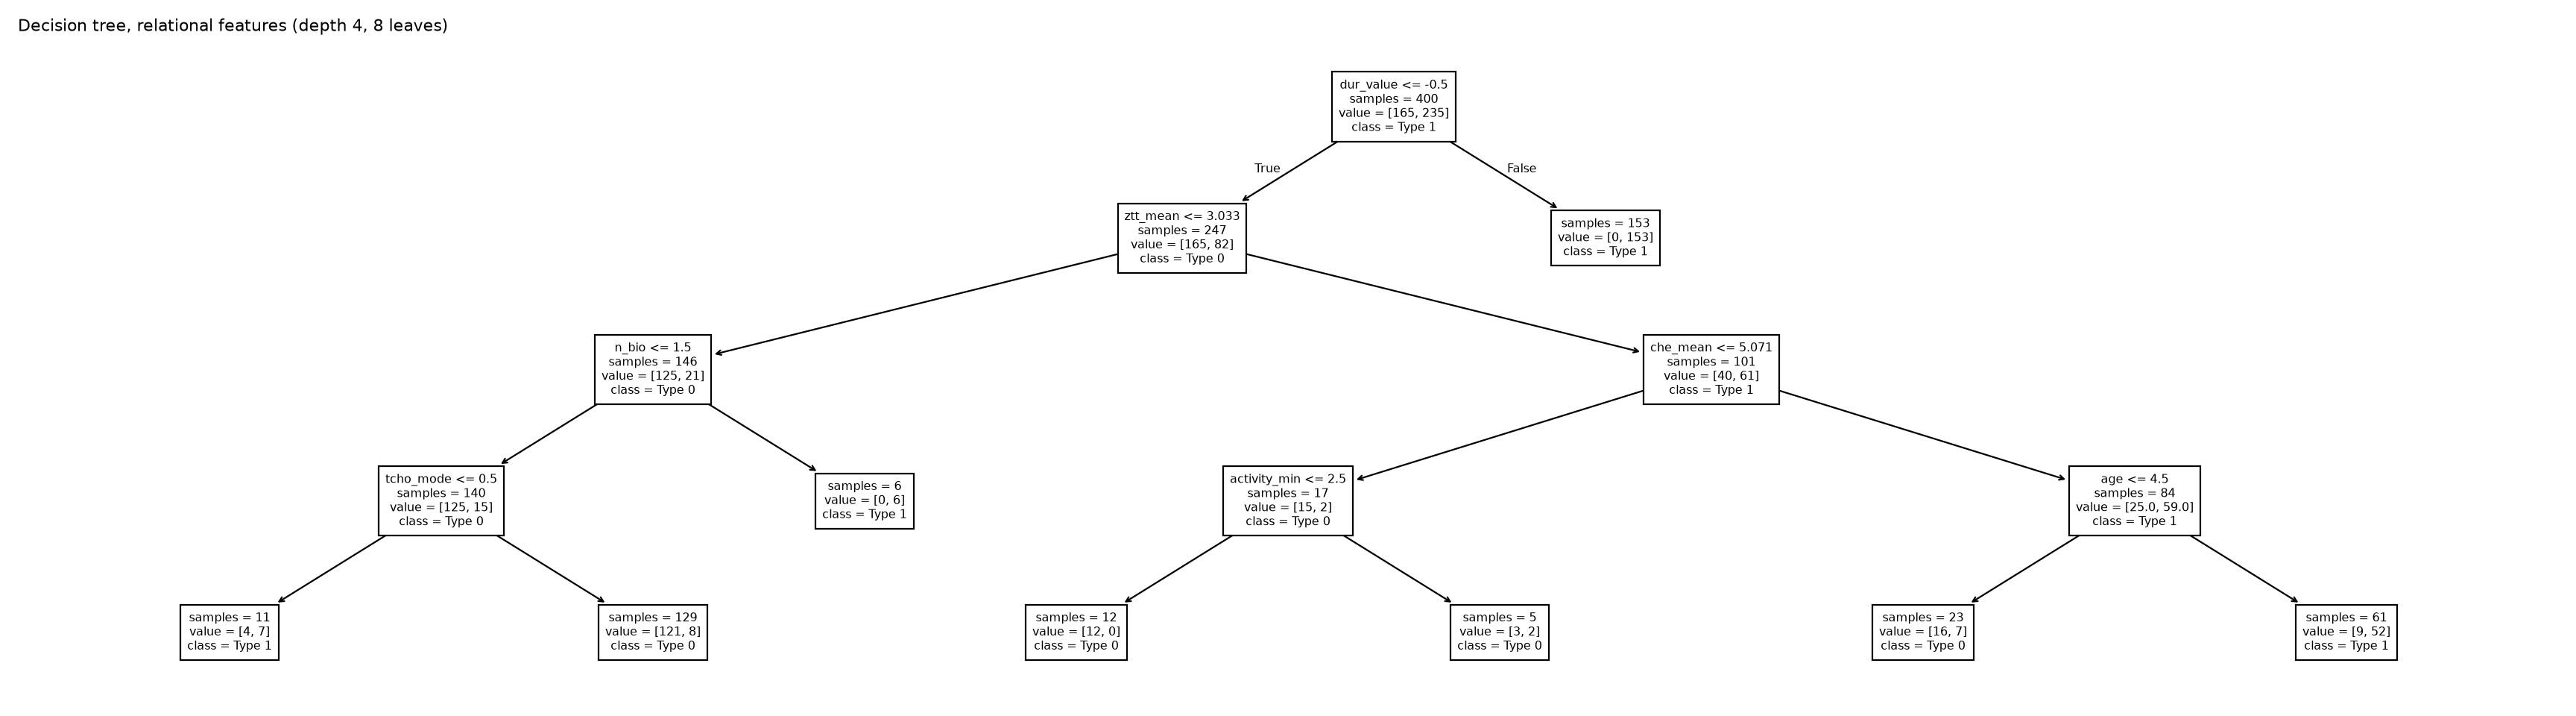 Decision tree, relational features (depth 4, 8 leaves)
dur_value <= -0.5
samples = 400
value = [165, 235]
class = Type 1
True
False
ztt_mean <= 3.033
samples = 247
value = [165, 82]
class = Type 0
samples = 153
value = [0, 153]
class = Type 1
n_bio <= 1.5
samples = 146
value = [125, 21]
class = Type 0
che_mean <= 5.071
samples = 101
value = [40, 61]
class = Type 1
tcho_mode <= 0.5
samples = 140
value = [125, 15]
class = Type 0
samples = 6
value = [0, 6]
class = Type 1
activity_min <= 2.5
samples = 17
value = [15, 2]
class = Type 0
age <= 4.5
samples = 84
value = [25.0, 59.0]
class = Type 1
samples = 11
value = [4, 7]
class = Type 1
samples = 129
value = [121, 8]
class = Type 0
samples = 12
value = [12, 0]
class = Type 0
samples = 5
value = [3, 2]
class = Type 0
samples = 23
value = [16, 7]
class = Type 0
samples = 61
value = [9, 52]
class = Type 1